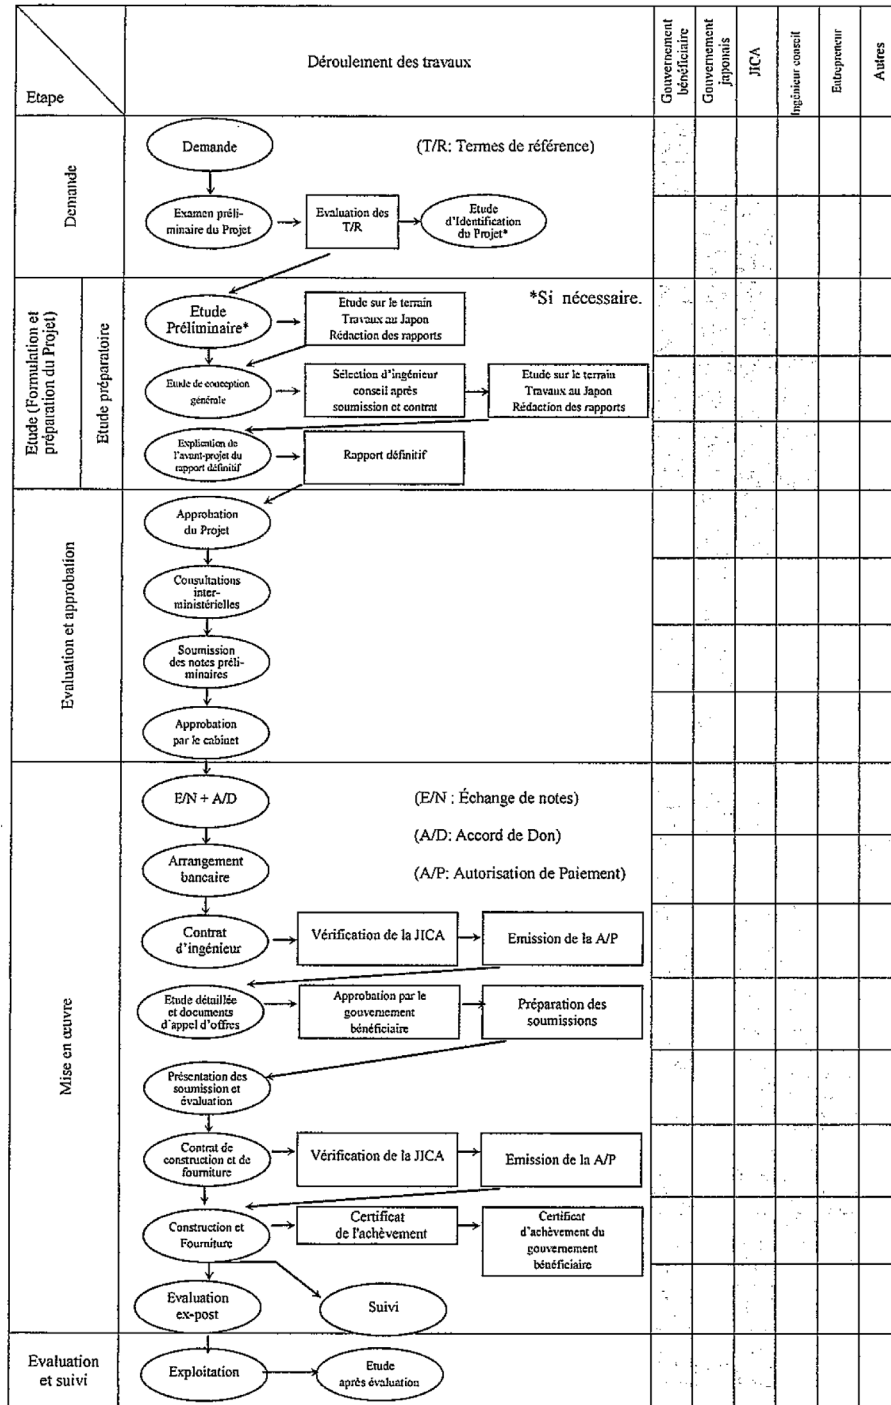 Etape
Déroulement des travaux
Gouvernement
bénéficiaire
Gouvernement
japonais
JICA
Ingénieur conseil
Entrepreneur
Autres
Demande
Demande
(T/R: Termes de référence)
Examen préli-
minaire du Projet
Evaluation des
T/R
Etude
d'Identification
du Projet*
Etude (Formulation et
préparation du Projet)
Etude préparatoire
*Si nécessaire.
Etude
Préliminaire*
Etude sur le terrain
Travaux au Japon
Rédaction des rapports
Etude de conception
générale
Sélection d'ingénieur
conseil après
soumission et contrat
Etude sur le terrain
Travaux au Japon
Rédaction des rapports
Explication de
l'avant-projet du
rapport définitif
Rapport définitif
Evaluation et approbation
Approbation
du Projet
Consultations
inter-
ministérielles
Soumission
des notes préli-
minaires
Approbation
par le cabinet
Mise en œuvre
E/N + A/D
(E/N : Échange de notes)
(A/D: Accord de Don)
(A/P: Autorisation de Paiement)
Arrangement
bancaire
Contrat
d'ingénieur
Vérification de la JICA
Emission de la A/P
Etude détaillée
et documents
d'appel d'offres
Approbation par le
gouvernement
bénéficiaire
Préparation des
soumissions
Présentation des
soumission et
évaluation
Contrat de
construction et de
fourniture
Vérification de la JICA
Emission de la A/P
Construction et
Fourniture
Certificat
de l'achèvement
Certificat
d'achèvement du
gouvernement
bénéficiaire
Evaluation
ex-post
Suivi
Evaluation
et suivi
Exploitation
Etude
après évaluation